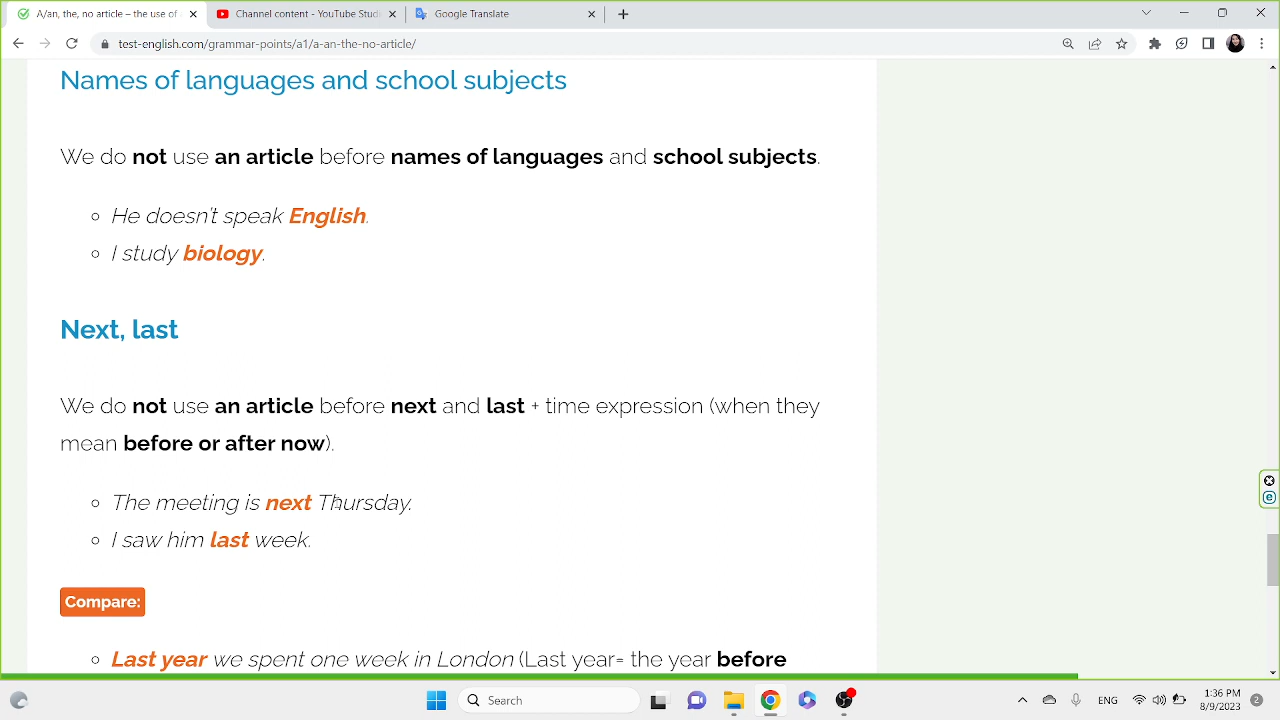 A/an, the, no article – the use of
Channel content - YouTube Studi
Google Translate
test-english.com/grammar-points/a1/a-an-the-no-article/
Names of languages and school subjects
We do not use an article before names of languages and school subjects.
He doesn't speak English.
I study biology.
Next, last
We do not use an article before next and last + time expression (when they
mean before or after now).
The meeting is next Thursday.
I saw him last week.
Compare:
Last year we spent one week in London (Last year= the year before
Search
ENG
1:36 PM
8/9/2023
2